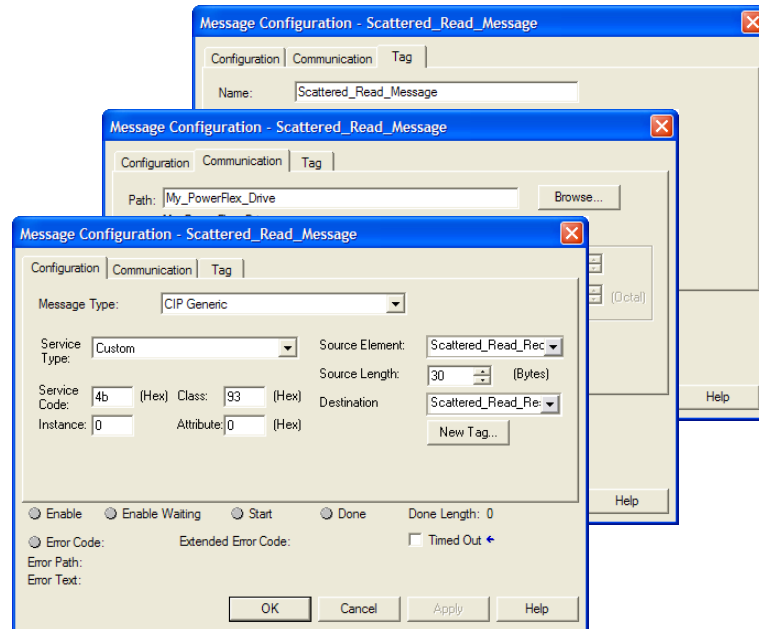 Message Configuration - Scattered_Read_Message
Configuration Communication Tag
Name: Scattered_Read_Message
Help
Message Configuration - Scattered_Read_Message
Configuration Communication Tag
Path: My_PowerFlex_Drive Browse...
(Octal)
Help
Message Configuration - Scattered_Read_Message
Configuration Communication Tag
Message Type: CIP Generic
Service Type: Custom
Source Element: Scattered_Read_Rec
Source Length: 30 (Bytes)
Service Code: 4b (Hex) Class: 93 (Hex)
Destination Scattered_Read_Re
Instance: 0 Attribute: 0 (Hex)
New Tag...
Enable Enable Waiting Start Done Done Length: 0
Error Code: Extended Error Code: Timed Out
Error Path:
Error Text:
OK Cancel Apply Help